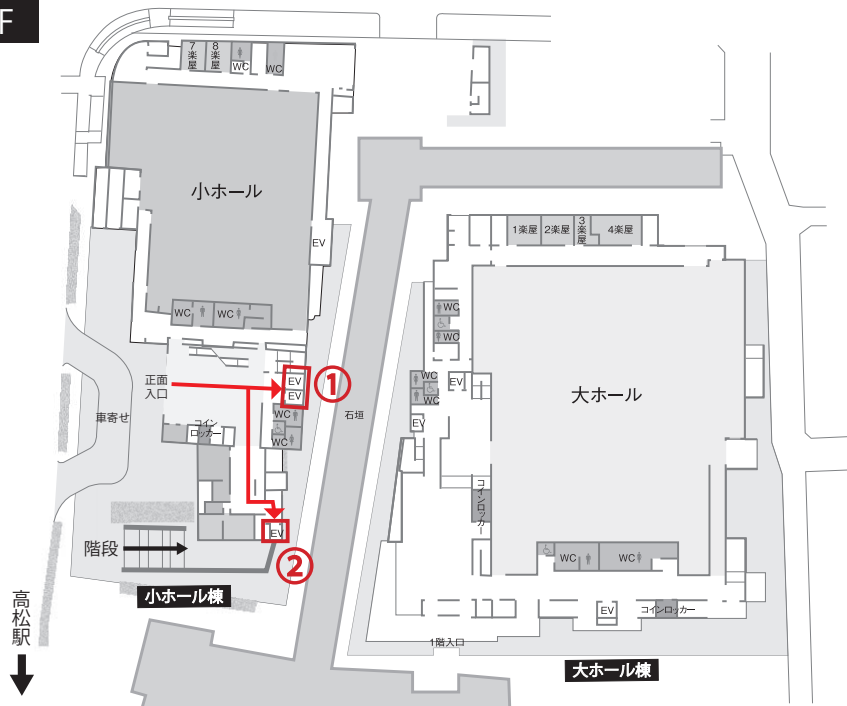 F
7楽屋
8楽屋
WC
WC
小ホール
EV
1楽屋
2楽屋
3楽屋
4楽屋
WC
WC
WC
WC
正面
入口
EV
EV
①
WC
WC
コイン
ロッカー
車寄せ
石垣
WC
WC
EV
EV
大ホール
コインロッカー
EV
②
階段
WC
WC
小ホール棟
高松駅
EV
コインロッカー
1階入口
大ホール棟